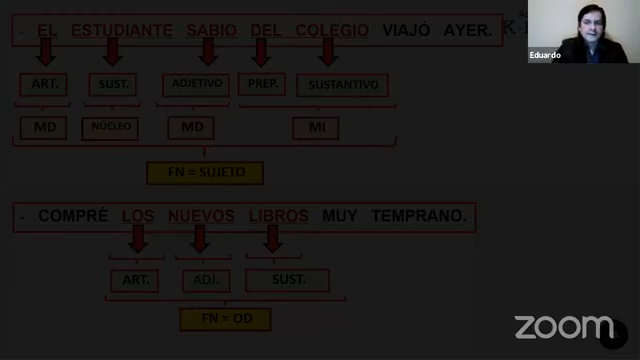 - EL ESTUDIANTE SABIO DEL COLEGIO VIAJÓ AYER.
Eduardo
ART. SUST. ADJETIVO PREP. SUSTANTIVO
MD NÚCLEO MD MI
FN = SUJETO
- COMPRÉ LOS NUEVOS LIBROS MUY TEMPRANO.
ART. ADJ. SUST.
FN = OD
zoom